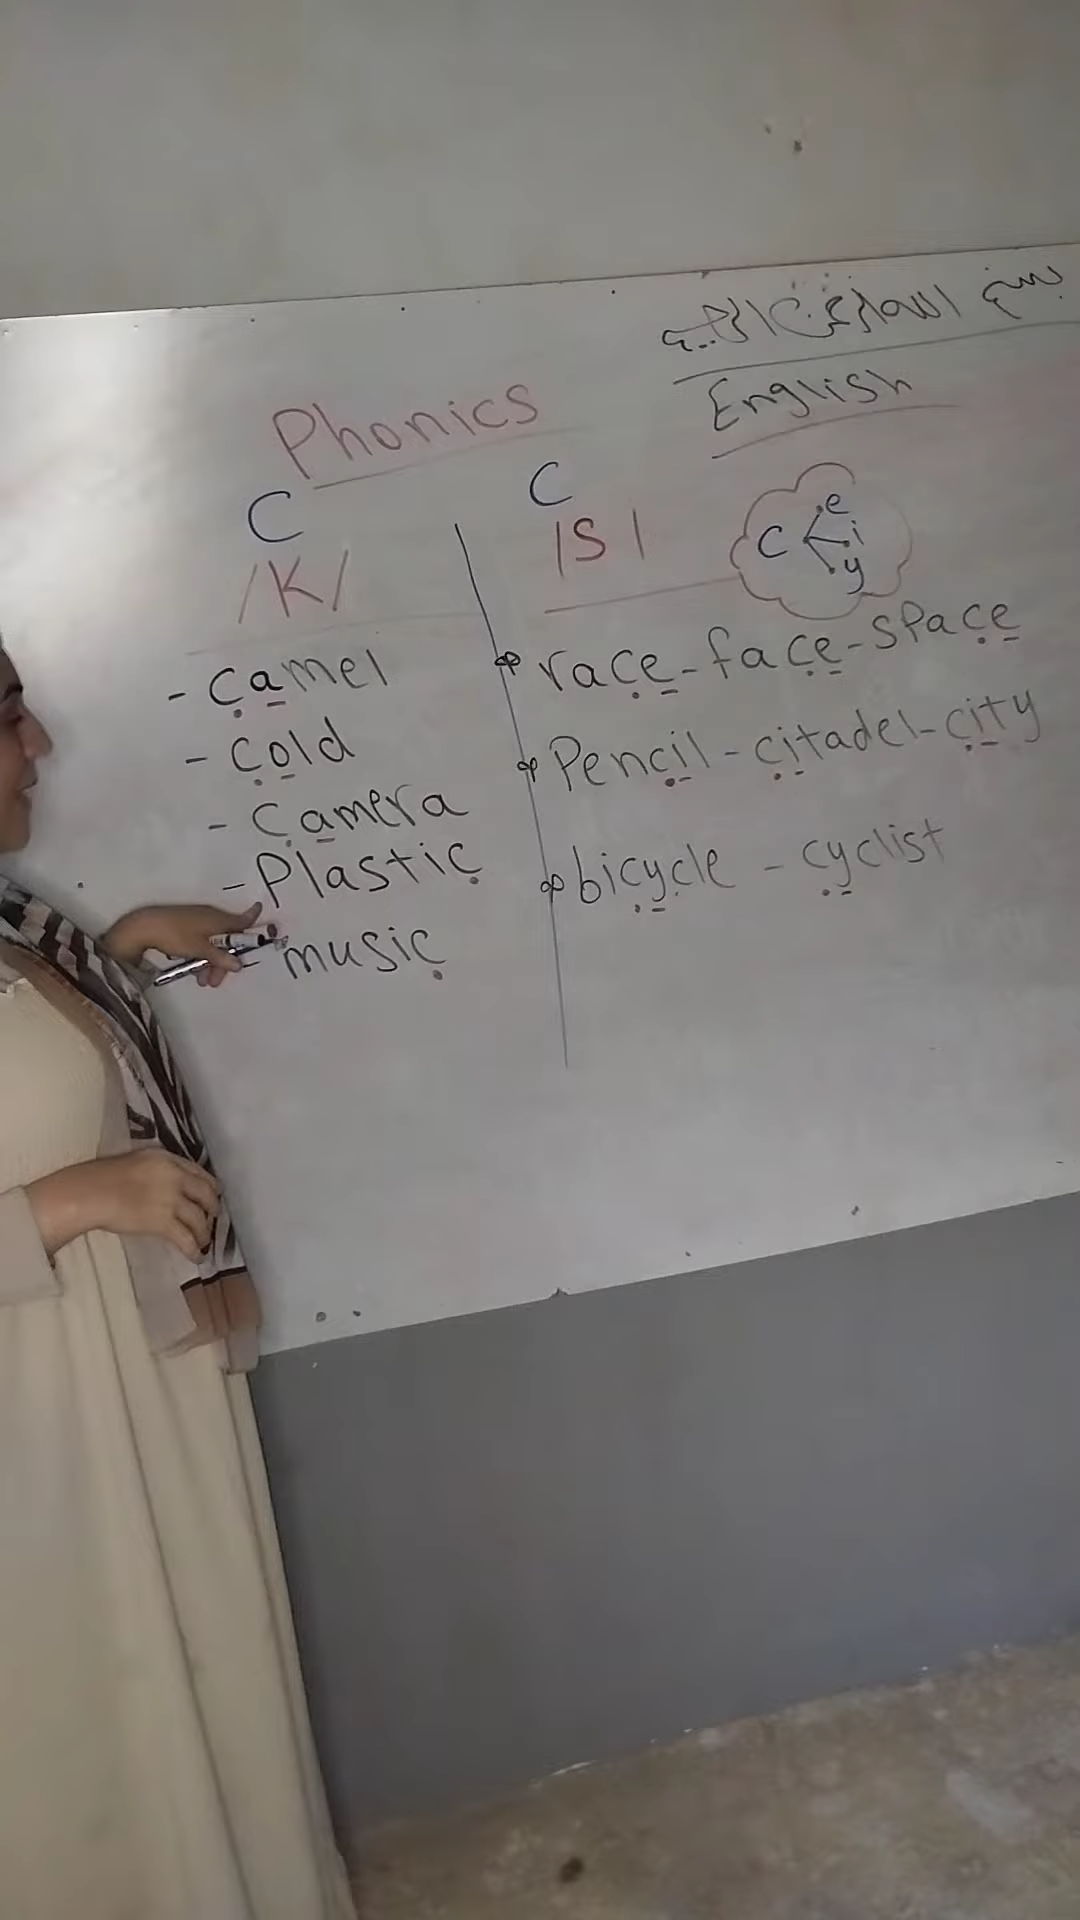 بسم الله الرحمن الرحيم
English
Phonics
C
/K/
- camel
- cold
- camera
- Plastic
- music
C
/S/
C e i y
race - face - space
Pencil - citadel - city
bicycle - cyclist